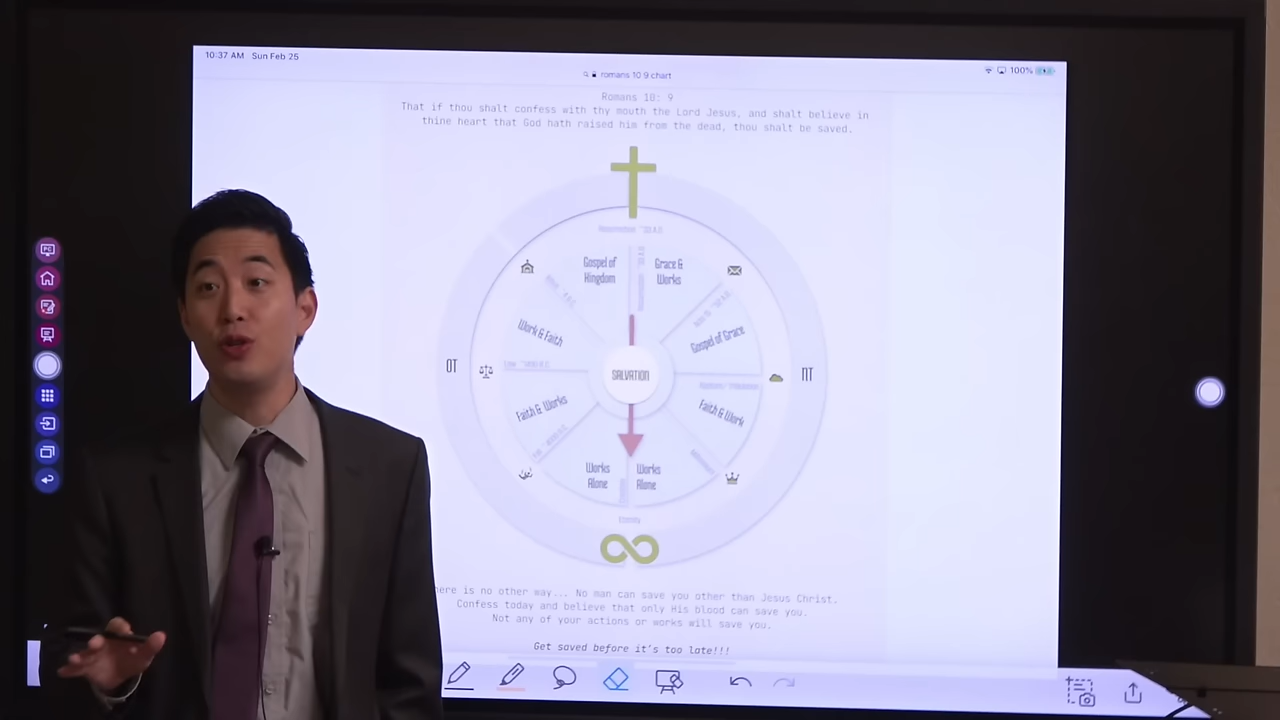 10:37 AM Sun Feb 25
100%
romans 10 9 chart
Romans 10: 9
That if thou shalt confess with thy mouth the Lord Jesus, and shalt believe in
thine heart that God hath raised him from the dead, thou shalt be saved.
Gospel of
Kingdom
Grace &
Works
Work & Faith
Gospel of Grace
OT
SALVATION
NT
Faith & Works
Faith & Work
Works
Alone
Works
Alone
Eternity
here is no other way... No man can save you other than Jesus Christ.
Confess today and believe that only His blood can save you.
Not any of your actions or works will save you.
Get saved before it's too late!!!
PC